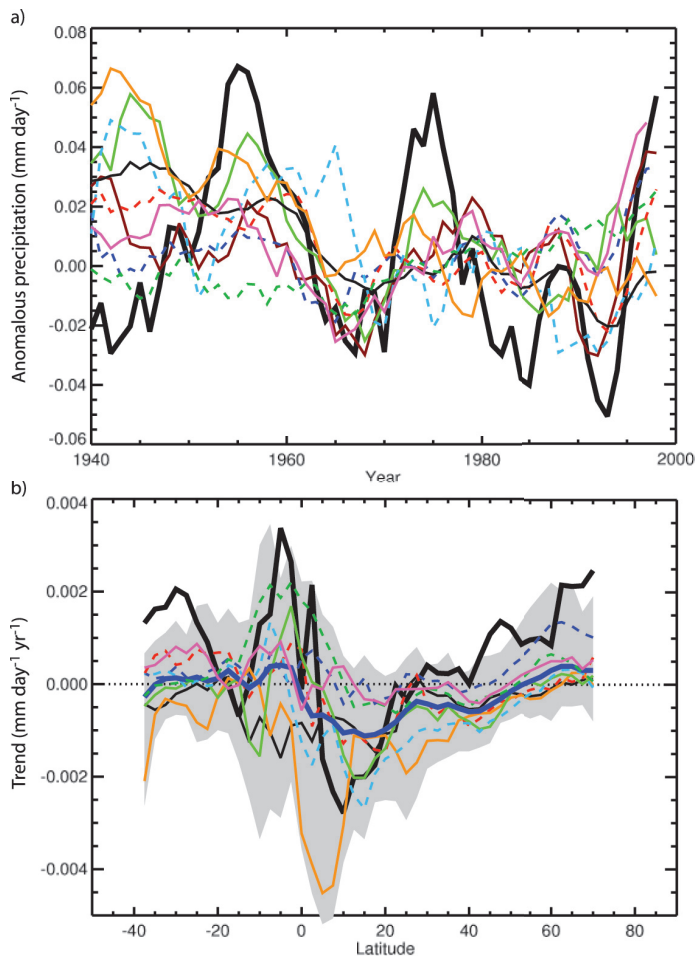 a)
0.08
0.06
0.04
0.02
0.00
-0.02
-0.04
-0.06
Anomalous precipitation (mm day-1)
1940 1960 1980 2000
Year
b)
0.004
0.002
0.000
-0.002
-0.004
Trend (mm day-1 yr-1)
-40 -20 0 20 40 60 80
Latitude